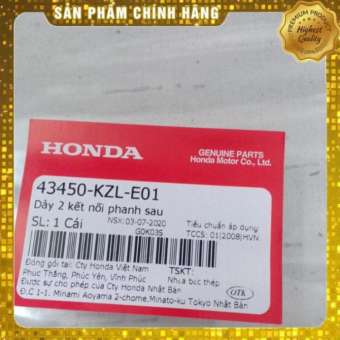 SẢN PHẨM CHÍNH HÃNG
Highest
Quality
HONDA
GENUINE PARTS
Honda Motor Co., Ltd.
43450-KZL-E01
Dây 2 kết nối phanh sau
SL: 1 Cái
NSX: 03-07-2020
G0K03S
Tiêu chuẩn áp dụng
TCCS: 01|2008|HVN
Đóng gói tại: Cty Honda Việt Nam
Phúc Thắng, Phúc Yên, Vĩnh Phúc
TSKT:
Nhựa bọc thép
Được sự cho phép của Cty Honda Nhật Bản
Đ.C 1-1, Minami Aoyama 2-chome, Minato-ku Tokyo Nhật Bản